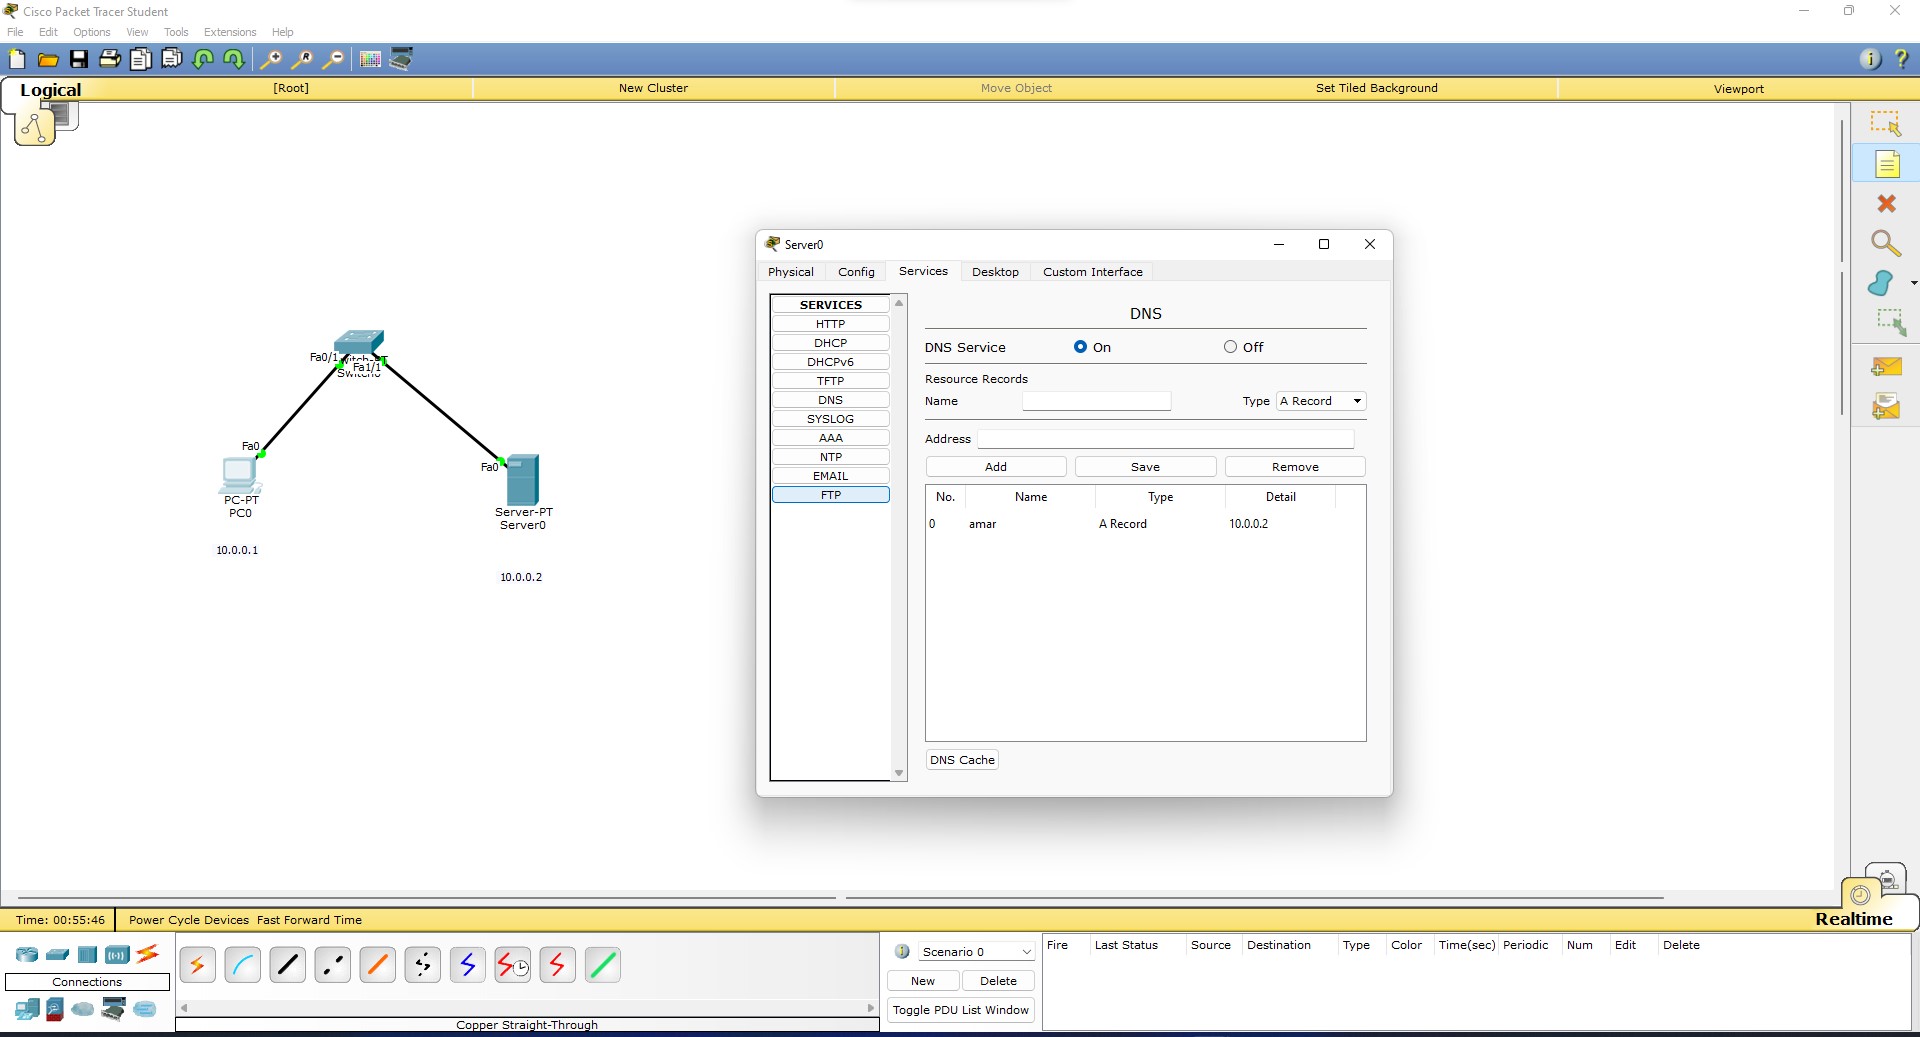 Cisco Packet Tracer Student
File Edit Options View Tools Extensions Help
Logical [Root] New Cluster Move Object Set Tiled Background Viewport
Server0
Physical Config Services Desktop Custom Interface
SERVICES
HTTP
DHCP
DHCPv6
TFTP
DNS
SYSLOG
AAA
NTP
EMAIL
FTP
DNS
DNS Service On Off
Resource Records
Name Type A Record
Address
Add Save Remove
No. Name Type Detail
0 amar A Record 10.0.0.2
DNS Cache
Fa0/1
Fa1/1
Fa0
PC-PT
PC0
10.0.0.1
Fa0
Server-PT
Server0
10.0.0.2
Time: 00:55:46 Power Cycle Devices Fast Forward Time Realtime
Connections
Copper Straight-Through
Scenario 0
New Delete
Toggle PDU List Window
Fire Last Status Source Destination Type Color Time(sec) Periodic Num Edit Delete